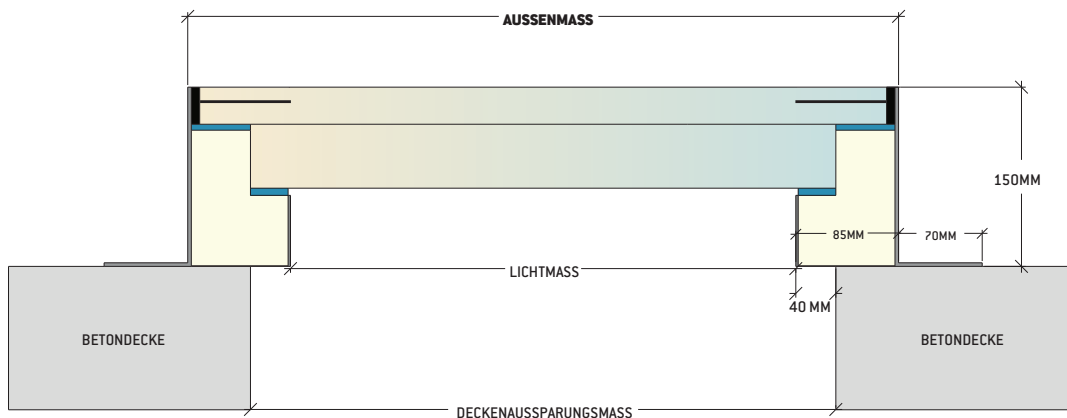 AUSSENMASS
150MM
85MM
70MM
LICHTMASS
40 MM
BETONDECKE
BETONDECKE
DECKENAUSSPARUNGSMASS